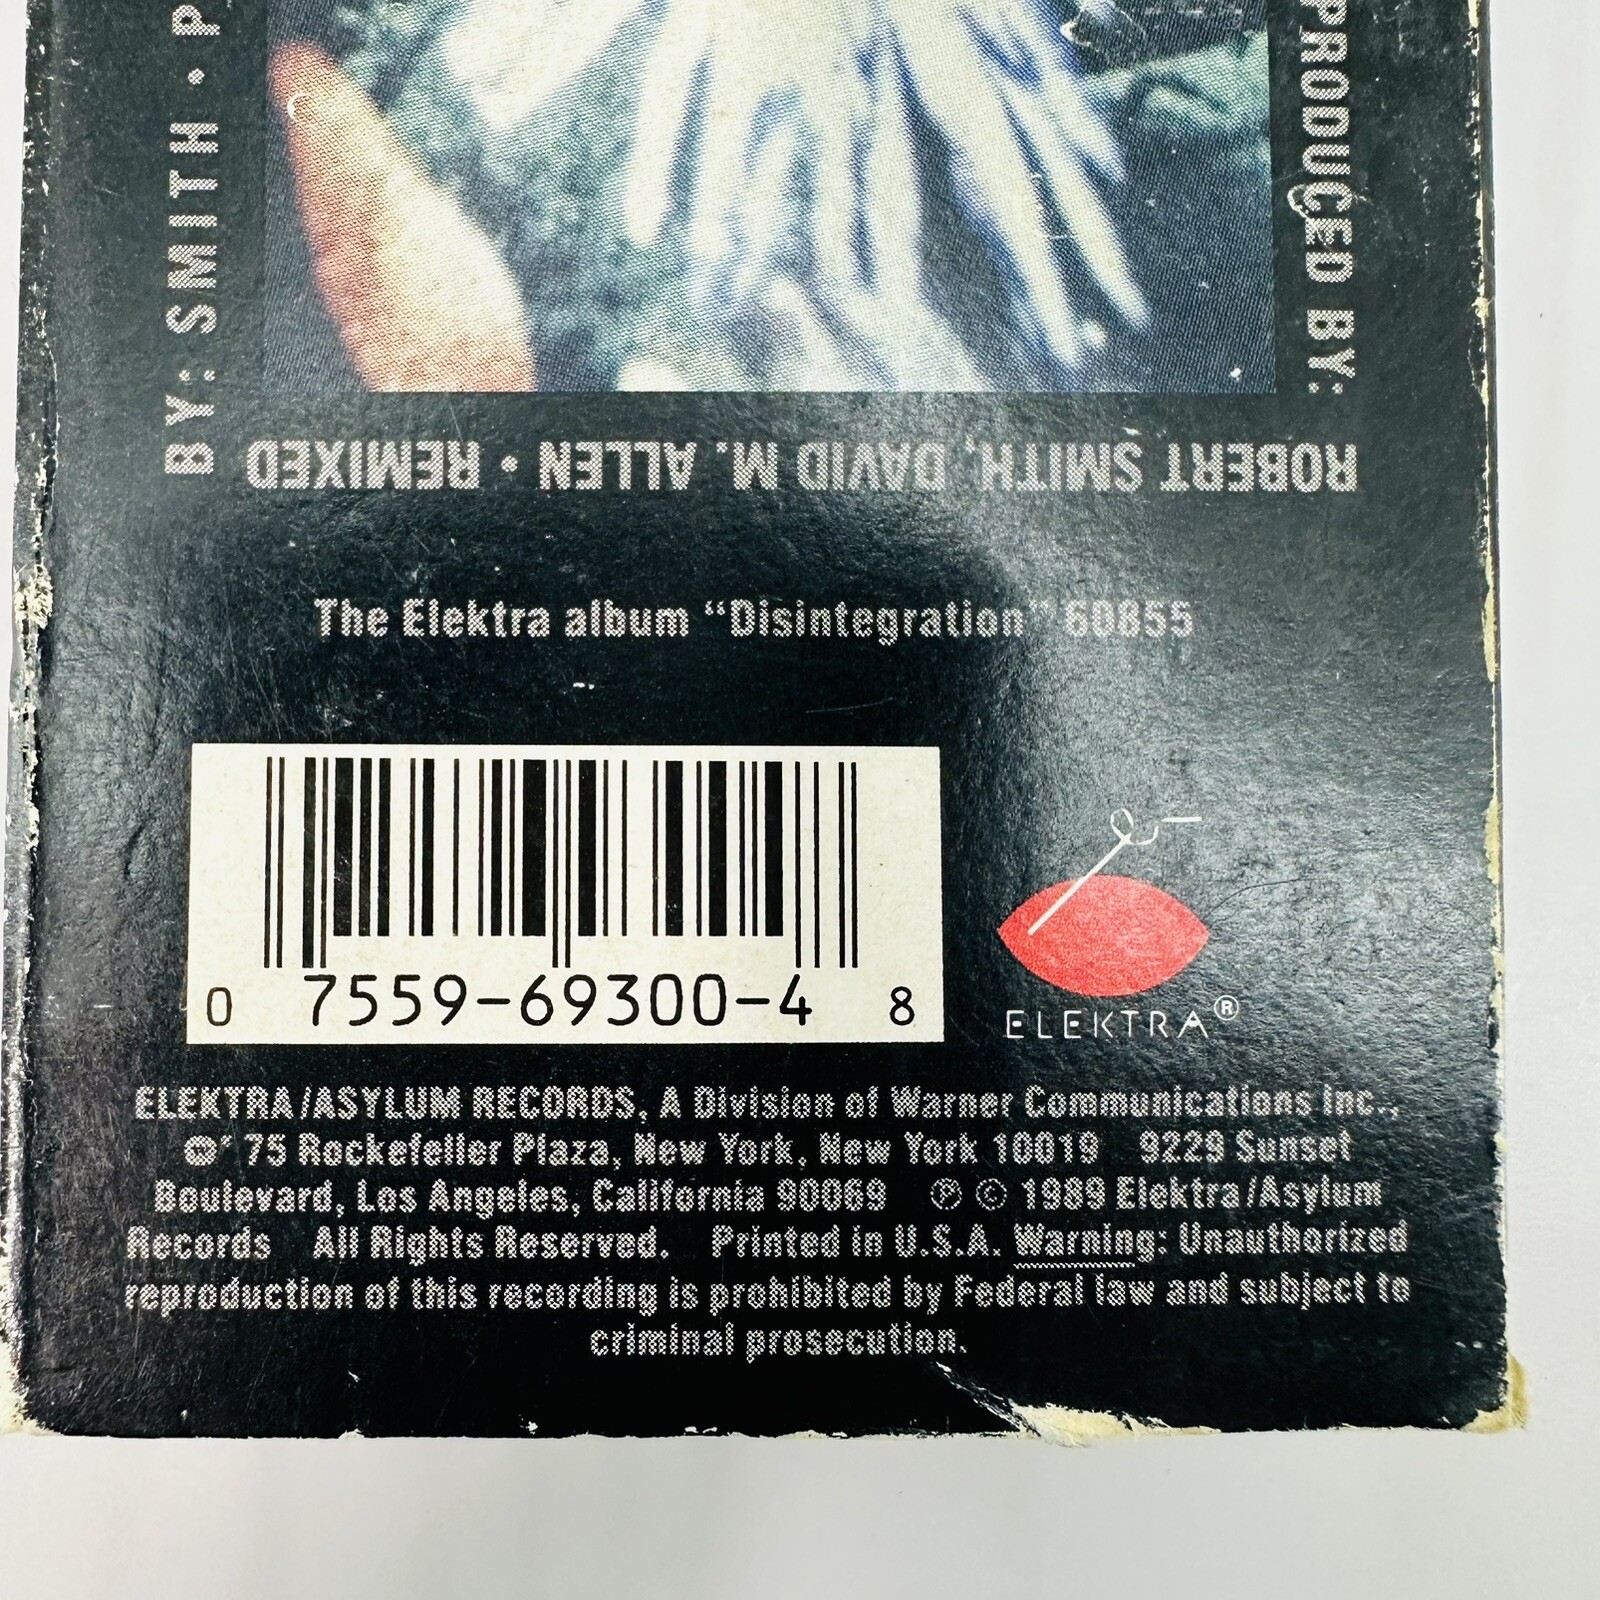 BY: SMITH • P
PRODUCED BY:
ROBERT SMITH, DAVID M. ALLEN • REMIXED
The Elektra album “Disintegration” 60855
0 7559-69300-4 8
ELEKTRA®
ELEKTRA/ASYLUM RECORDS, A Division of Warner Communications Inc.,
75 Rockefeller Plaza, New York, New York 10019 9229 Sunset
Boulevard, Los Angeles, California 90069 ℗ © 1989 Elektra/Asylum
Records All Rights Reserved. Printed in U.S.A. Warning: Unauthorized
reproduction of this recording is prohibited by Federal law and subject to
criminal prosecution.